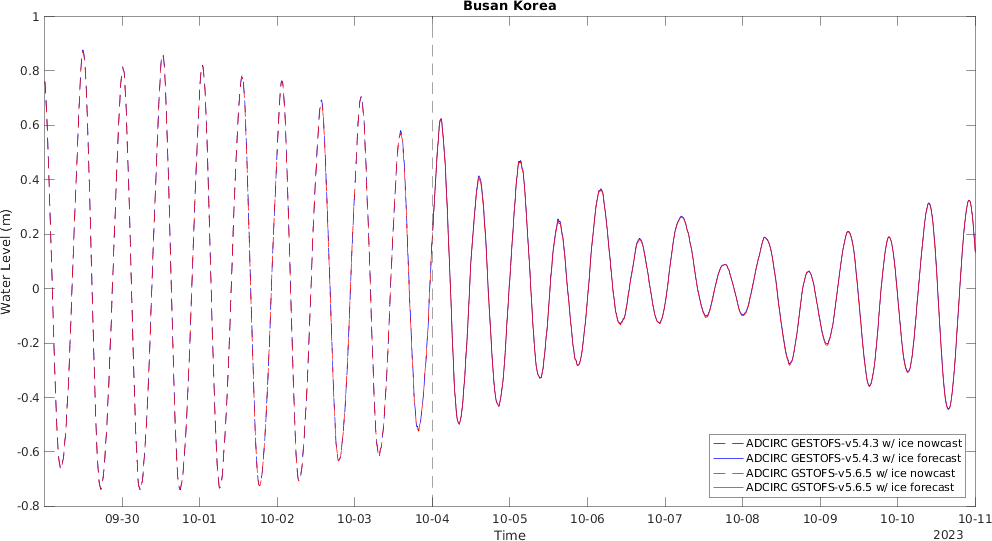 Busan Korea
Water Level (m)
1
0.8
0.6
0.4
0.2
0
-0.2
-0.4
-0.6
-0.8
ADCIRC GESTOFS-v5.4.3 w/ ice nowcast
ADCIRC GESTOFS-v5.4.3 w/ ice forecast
ADCIRC GSTOFS-v5.6.5 w/ ice nowcast
ADCIRC GSTOFS-v5.6.5 w/ ice forecast
09-30 10-01 10-02 10-03 10-04 10-05 10-06 10-07 10-08 10-09 10-10 10-11
Time
2023